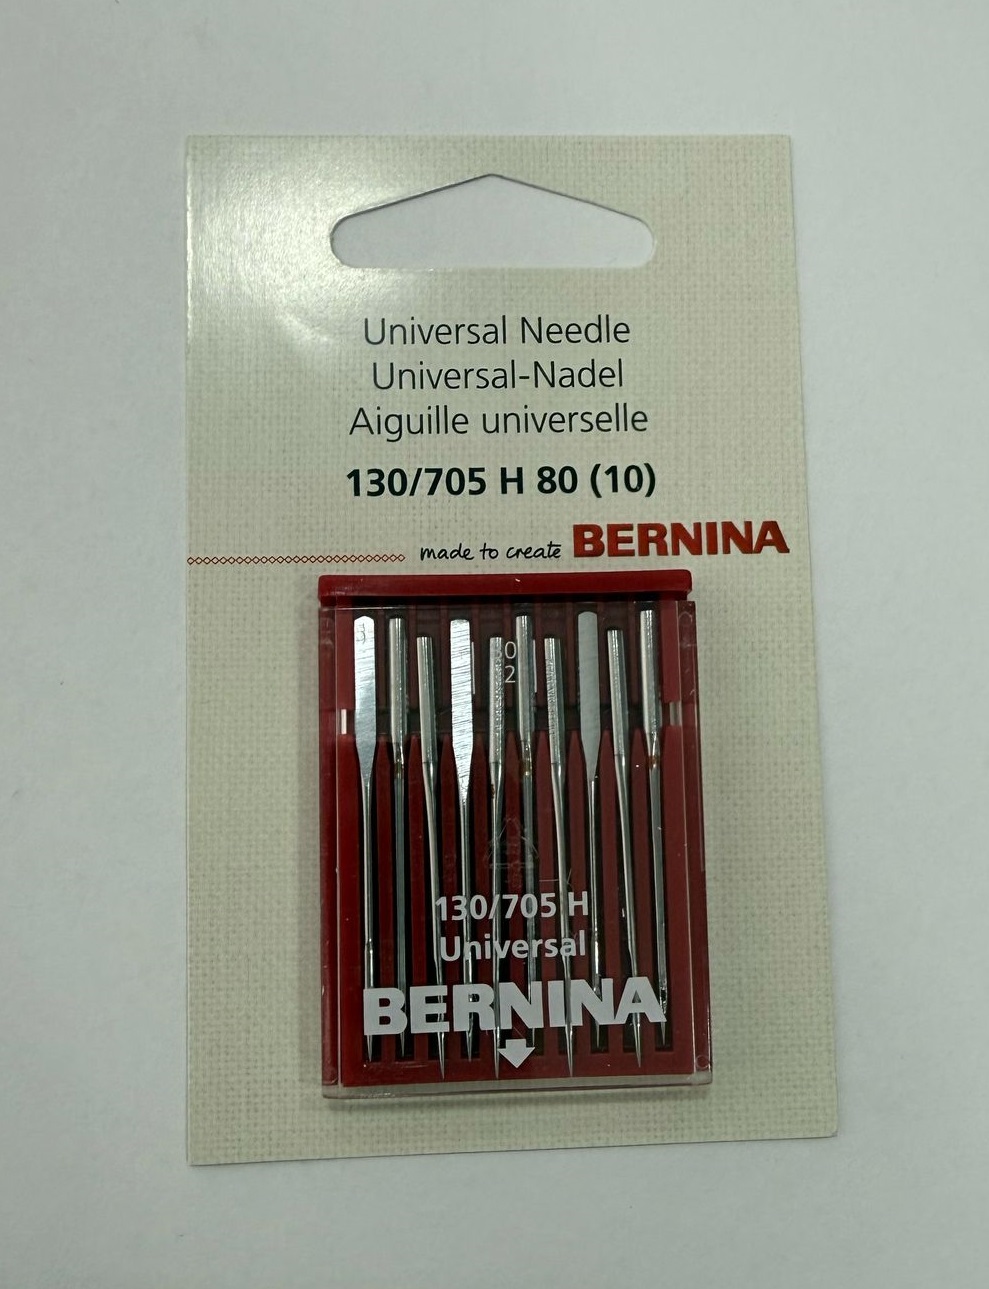 Universal Needle
Universal-Nadel
Aiguille universelle
130/705 H 80 (10)
made to create BERNINA
130/705 H
Universal
BERNINA